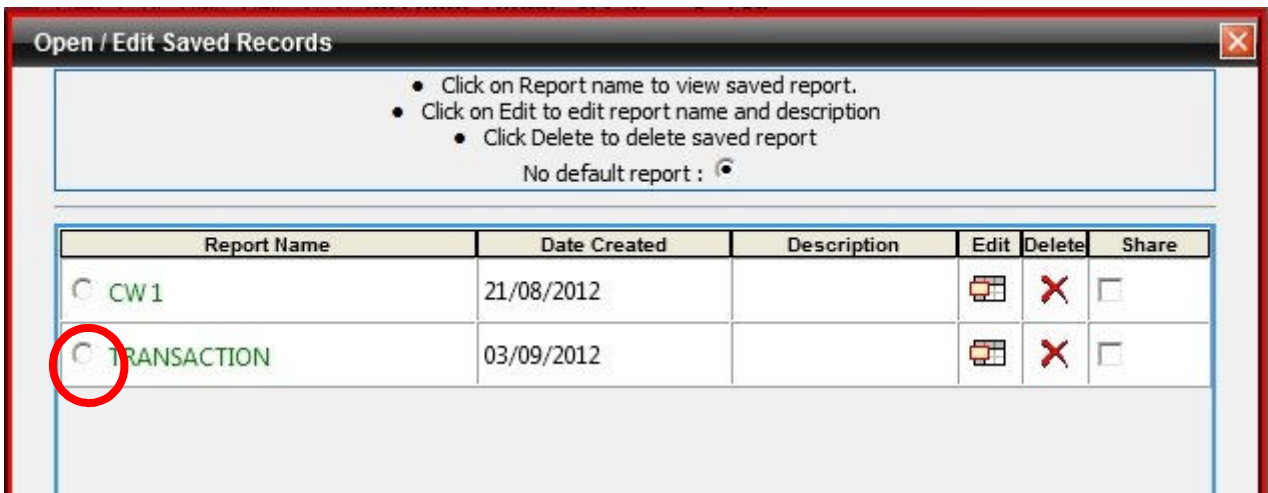 Open / Edit Saved Records
● Click on Report name to view saved report.
● Click on Edit to edit report name and description
● Click Delete to delete saved report
No default report :
Report Name Date Created Description Edit Delete Share
CW 1 21/08/2012
TRANSACTION 03/09/2012